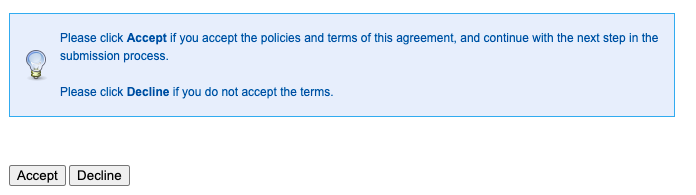 Please click Accept if you accept the policies and terms of this agreement, and continue with the next step in the
submission process.
Please click Decline if you do not accept the terms.
Accept Decline